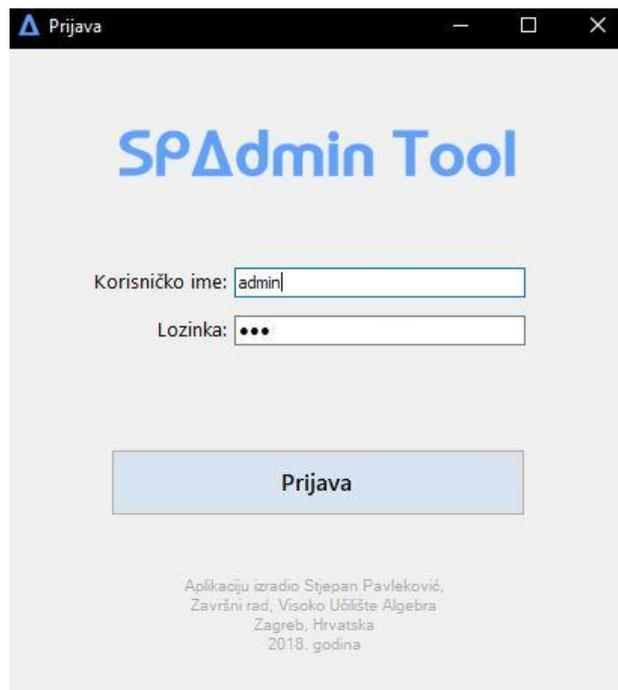 Prijava
SPAdmin Tool
Korisničko ime: admin
Lozinka: •••
Prijava
Aplikaciju izradio Stjepan Pavleković,
Završni rad, Visoko Učilište Algebra
Zagreb, Hrvatska
2018. godina